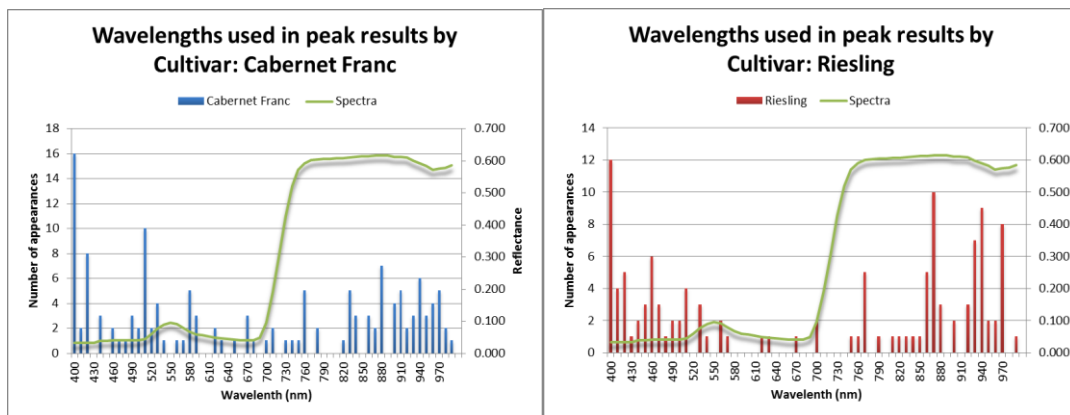 Wavelengths used in peak results by
Cultivar: Cabernet Franc
Cabernet Franc Spectra
Number of appearances
18
16
14
12
10
8
6
4
2
0
0.700
0.600
0.500
0.400
0.300
0.200
0.100
0.000
Reflectance
400 430 460 490 520 550 580 610 640 670 700 730 760 790 820 850 880 910 940 970
Wavelenth (nm)
Wavelengths used in peak results by
Cultivar: Riesling
Riesling Spectra
Number of appearances
14
12
10
8
6
4
2
0
0.700
0.600
0.500
0.400
0.300
0.200
0.100
0.000
400 430 460 490 520 550 580 610 640 670 700 730 760 790 820 850 880 910 940 970
Wavelenth (nm)